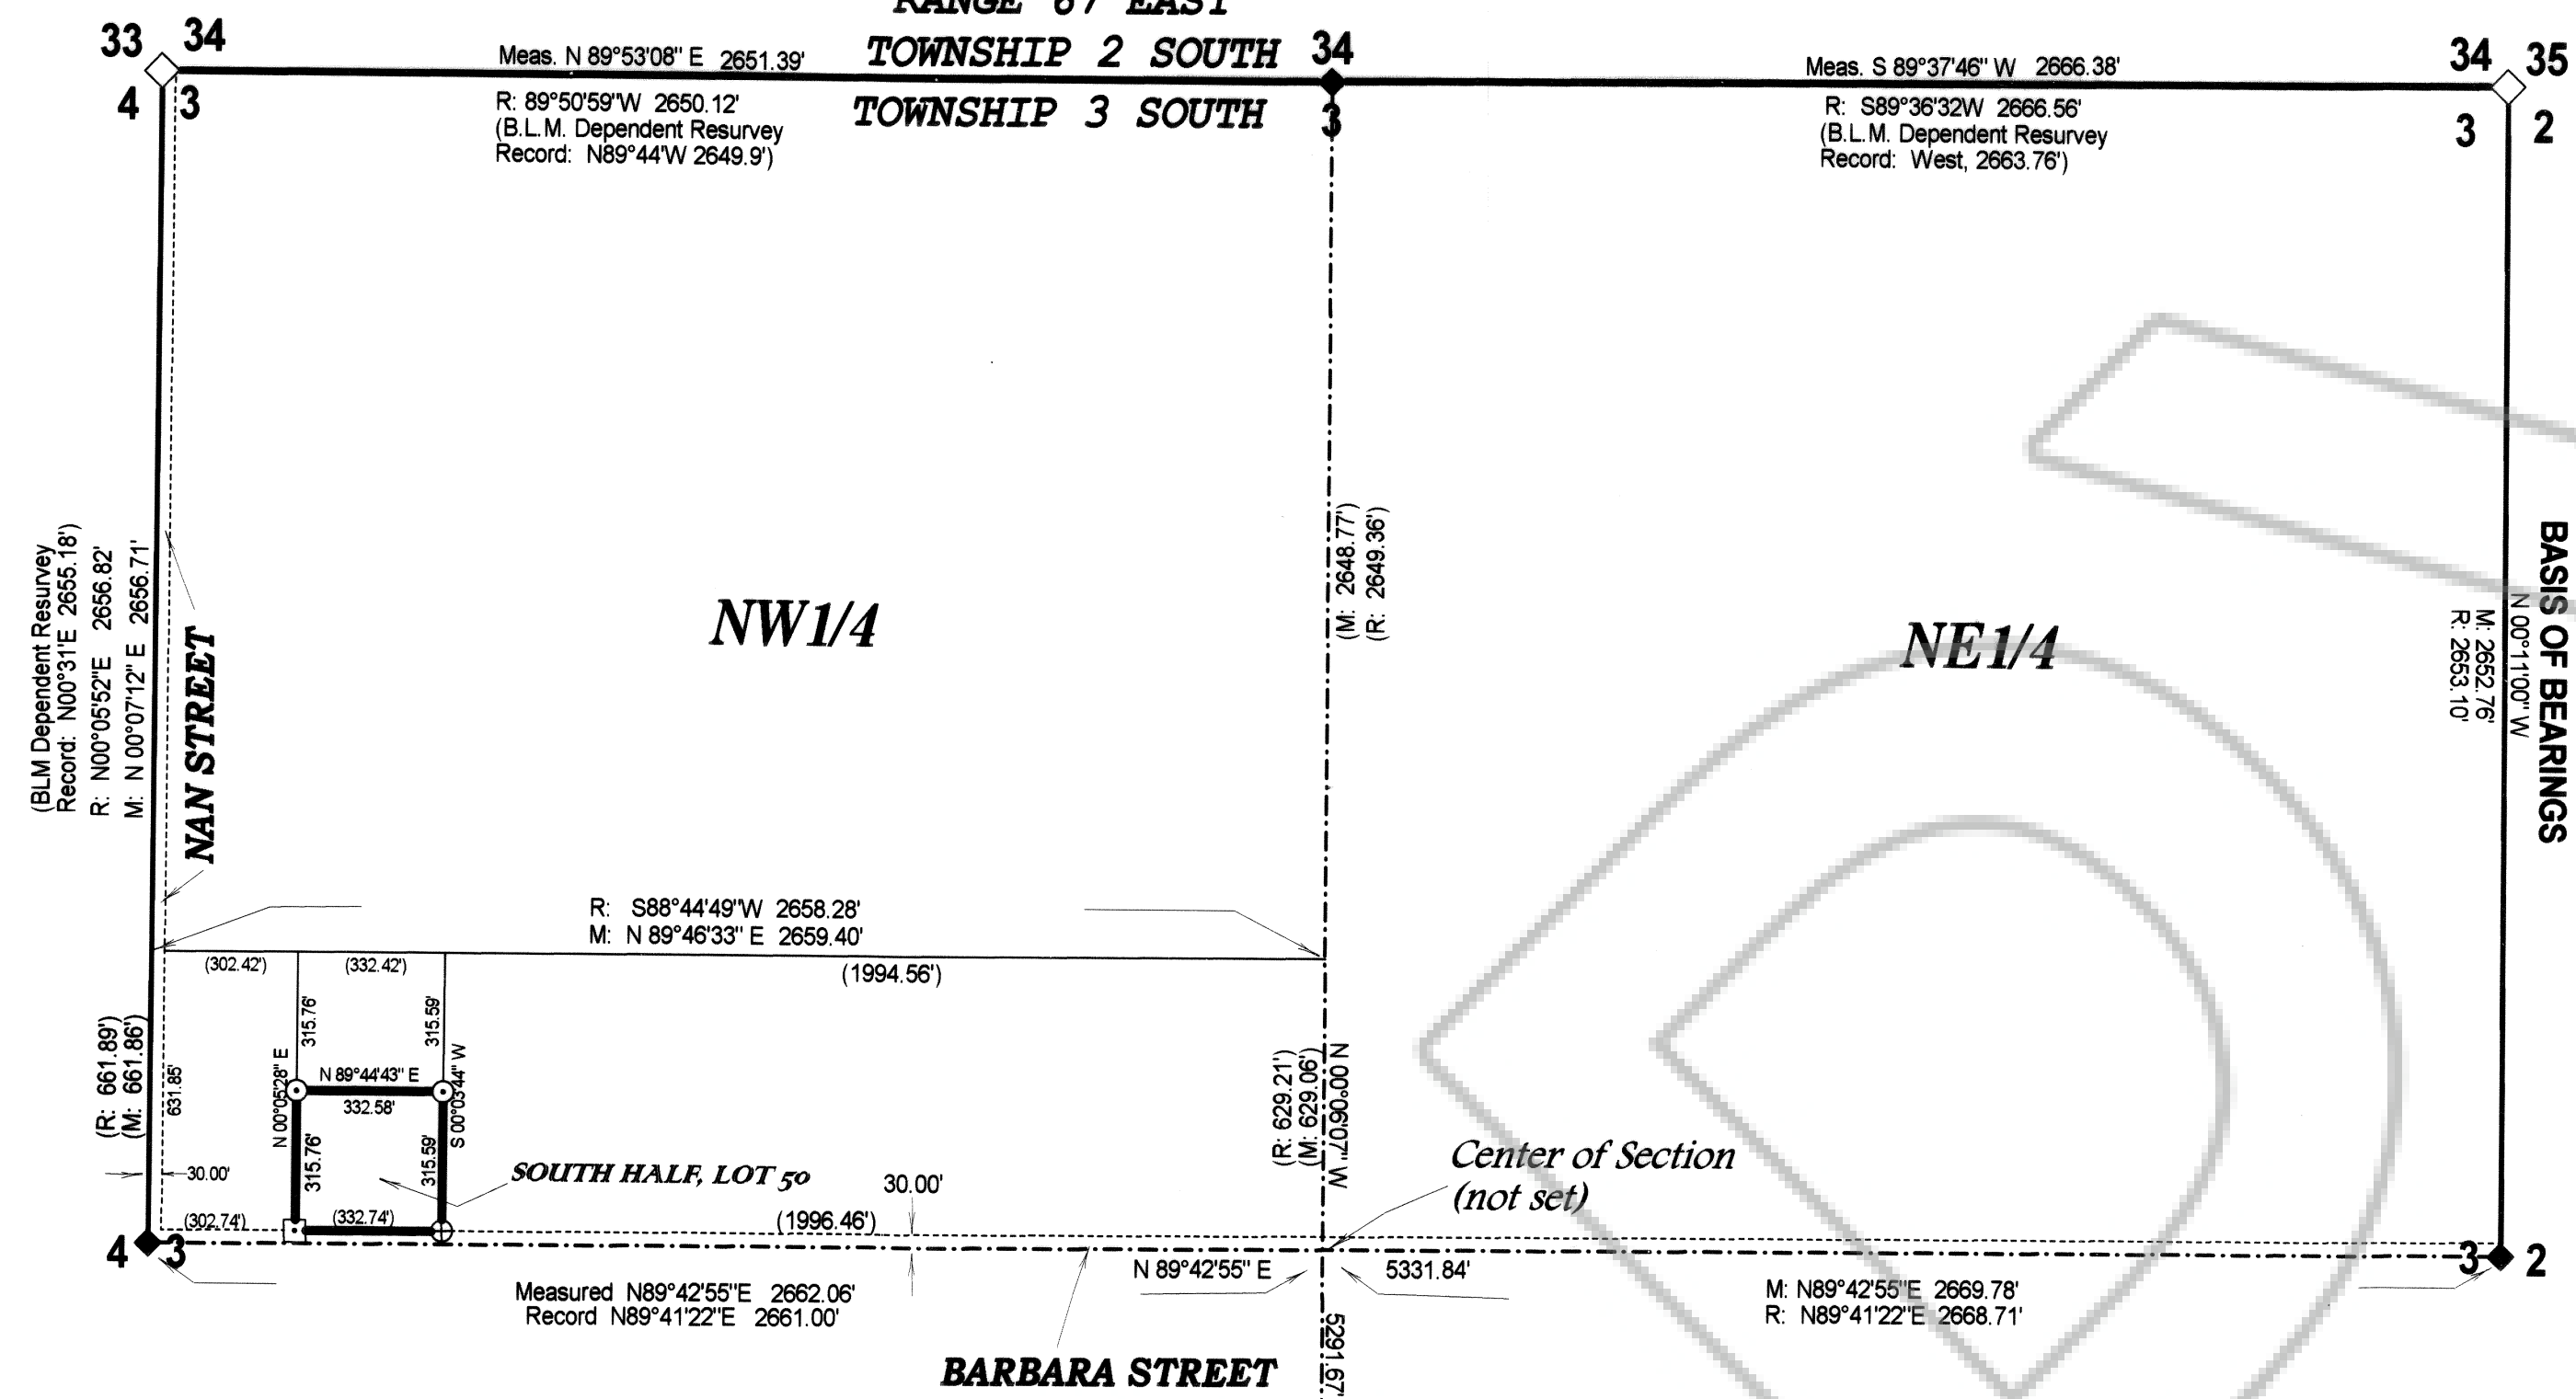 RANGE 67 EAST
33 34
Meas. N 89°53'08" E 2651.39'
TOWNSHIP 2 SOUTH
34
Meas. S 89°37'46" W 2666.38'
34 35
4 3
R: 89°50'59"W 2650.12'
(B.L.M. Dependent Resurvey
Record: N89°44'W 2649.9')
TOWNSHIP 3 SOUTH
3
R: S89°36'32W 2666.56'
(B.L.M. Dependent Resurvey
Record: West, 2663.76')
3 2
(BLM Dependent Resurvey
Record: N00°31'E 2655.18')
R: N00°05'52"E 2656.82'
M: N 00°07'12" E 2656.71'
NAN STREET
NW1/4
(M: 2648.77')
(R: 2649.36')
NE1/4
BASIS OF BEARINGS
N 00°11'00" W
M: 2652.76'
R: 2653.10'
R: S88°44'49"W 2658.28'
M: N 89°46'33" E 2659.40'
(302.42')
(332.42')
(1994.56')
315.76'
315.59'
(R: 661.89')
(M: 661.86')
631.85'
N 00°05'28" E
N 89°44'43" E
S 00°03'44" W
332.58'
315.76'
315.59'
(R: 629.21')
(M: 629.06')
N 00°06'07" W
30.00'
SOUTH HALF, LOT 50
30.00'
Center of Section
(not set)
(302.74')
(332.74')
(1996.46')
4 3
3 2
Measured N89°42'55"E 2662.06'
Record N89°41'22"E 2661.00'
N 89°42'55" E
5331.84'
M: N89°42'55"E 2669.78'
R: N89°41'22"E 2668.71'
BARBARA STREET
5291.67'